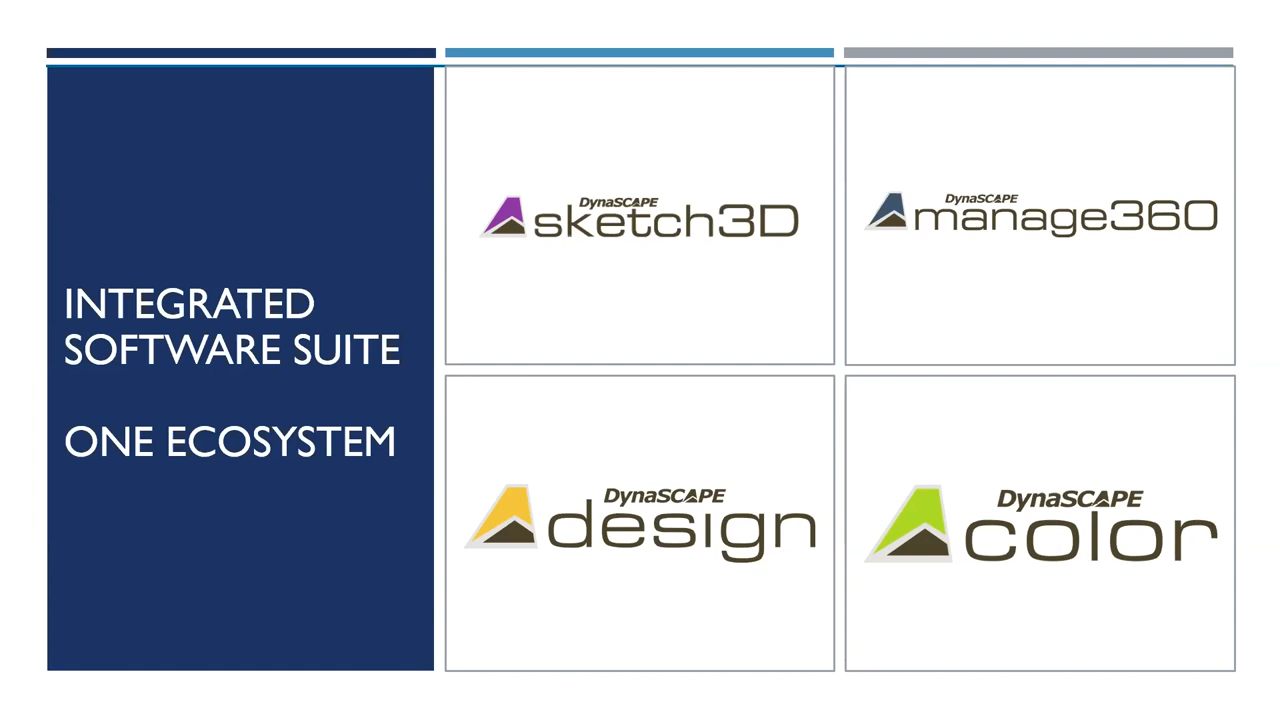 INTEGRATED
SOFTWARE SUITE
ONE ECOSYSTEM
DynaSCAPE
sketch3D
DynaSCAPE
manage360
DynaSCAPE
design
DynaSCAPE
color